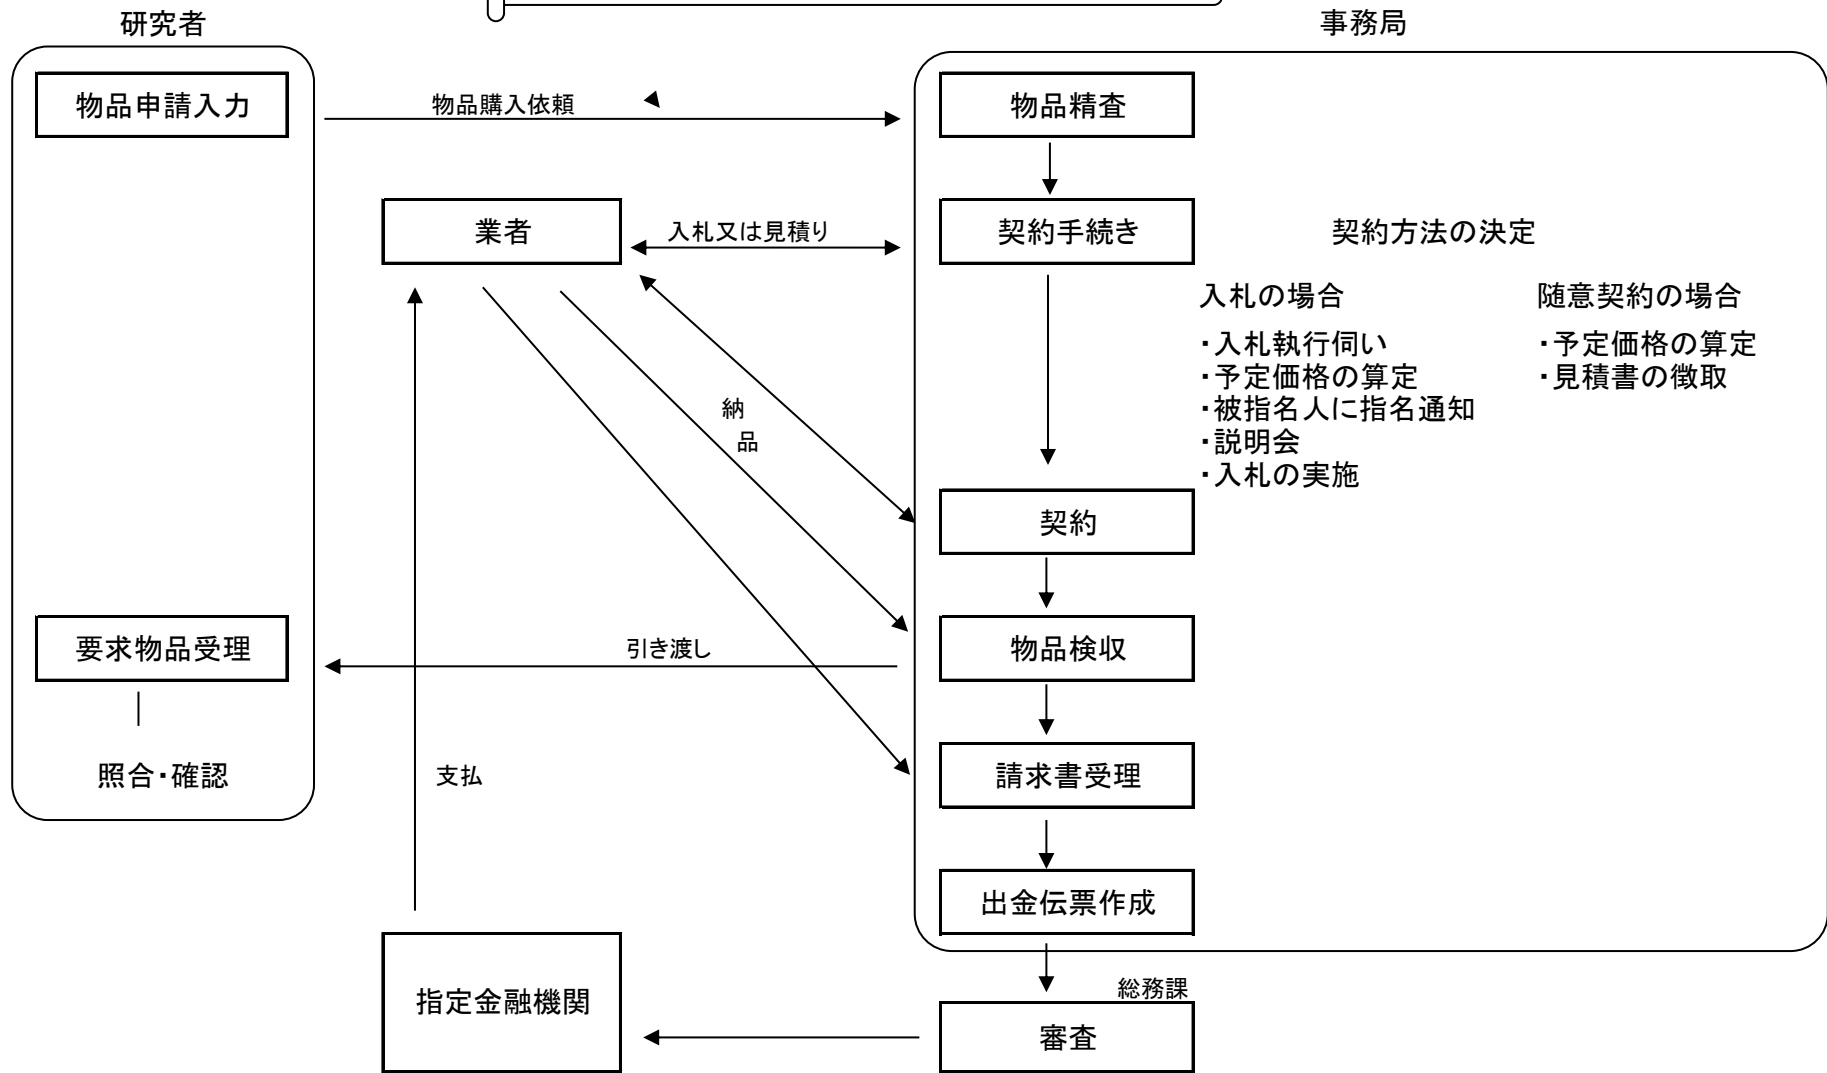 研究者
事務局
物品申請入力
物品購入依頼
物品精査
業者
入札又は見積り
契約手続き
契約方法の決定
入札の場合
随意契約の場合
・入札執行伺い
・予定価格の算定
・予定価格の算定
・見積書の徴取
・被指名人に指名通知
・説明会
・入札の実施
納
品
契約
要求物品受理
引き渡し
物品検収
照合・確認
支払
請求書受理
出金伝票作成
指定金融機関
総務課
審査